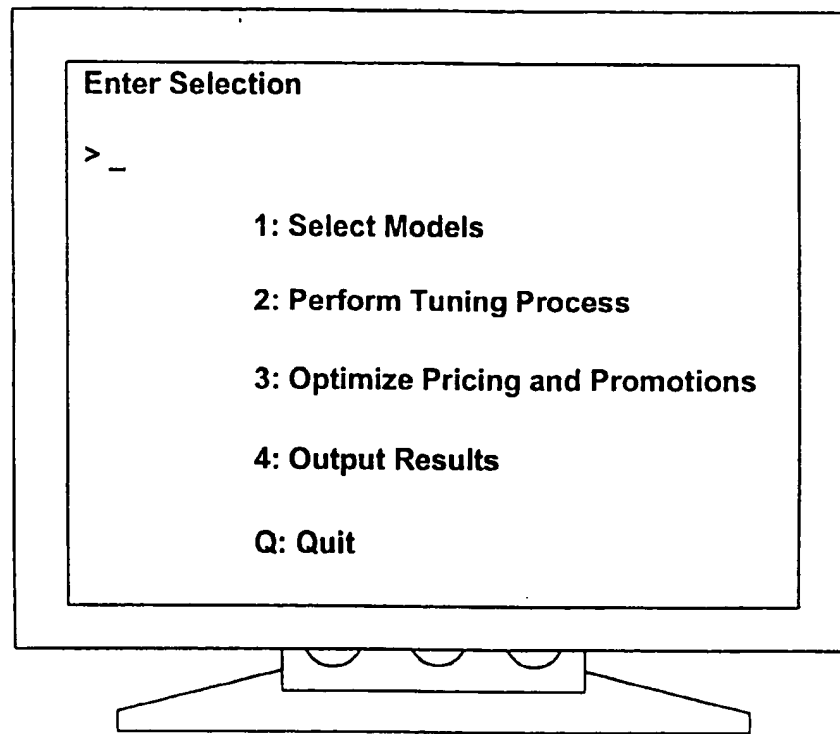 Enter Selection
> _
1: Select Models
2: Perform Tuning Process
3: Optimize Pricing and Promotions
4: Output Results
Q: Quit